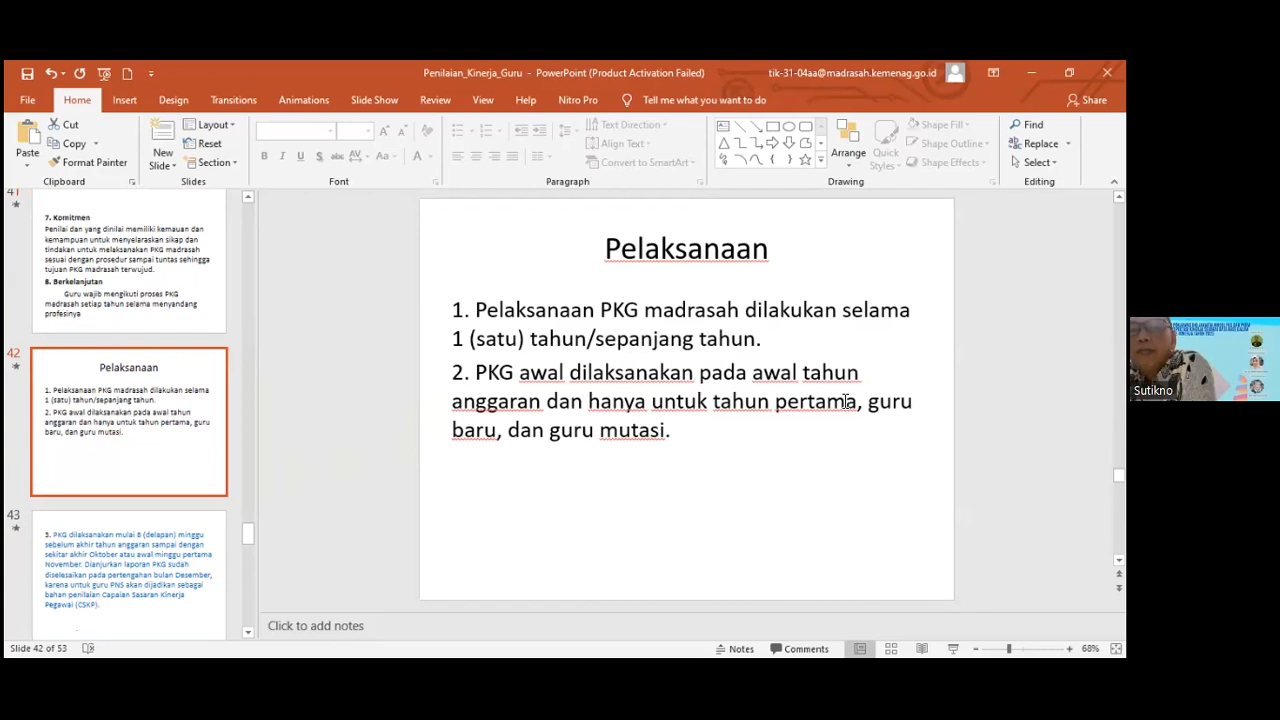 Penilaian_Kinerja_Guru - PowerPoint (Product Activation Failed)
tik-31-04aa@madrasah.kemenag.go.id
File Home Insert Design Transitions Animations Slide Show Review View Help Nitro Pro Tell me what you want to do Share
Paste
Cut
Copy
Format Painter
Clipboard
New Slide
Layout
Reset
Section
Slides
Font
Text Direction
Align Text
Convert to SmartArt
Paragraph
Arrange
Quick Styles
Shape Fill
Shape Outline
Shape Effects
Drawing
Find
Replace
Select
Editing
41
7. Komitmen
Penilai dan yang dinilai memiliki kemauan dan
kemampuan untuk menyelaraskan sikap dan
tindakan untuk melaksanakan PKG madrasah
sesuai dengan prosedur sampai tuntas sehingga
tujuan PKG madrasah terwujud.
8. Berkelanjutan
Guru wajib mengikuti proses PKG
madrasah setiap tahun selama menyandang
profesinya
42
Pelaksanaan
1. Pelaksanaan PKG madrasah dilakukan selama
1 (satu) tahun/sepanjang tahun.
2. PKG awal dilaksanakan pada awal tahun
anggaran dan hanya untuk tahun pertama, guru
baru, dan guru mutasi.
43
3. PKG dilaksanakan mulai 8 (delapan) minggu
sebelum akhir tahun anggaran sampai dengan
sekitar akhir Oktober atau awal minggu pertama
November. Dianjurkan laporan PKG sudah
diselesaikan pada pertengahan bulan Desember,
karena untuk guru PNS akan dijadikan sebagai
bahan penilaian Capaian Sasaran Kinerja
Pegawai (CSKP).
Pelaksanaan
1. Pelaksanaan PKG madrasah dilakukan selama
1 (satu) tahun/sepanjang tahun.
2. PKG awal dilaksanakan pada awal tahun
anggaran dan hanya untuk tahun pertama, guru
baru, dan guru mutasi.
Click to add notes
Slide 42 of 53
Notes
Comments
68%
Sutikno